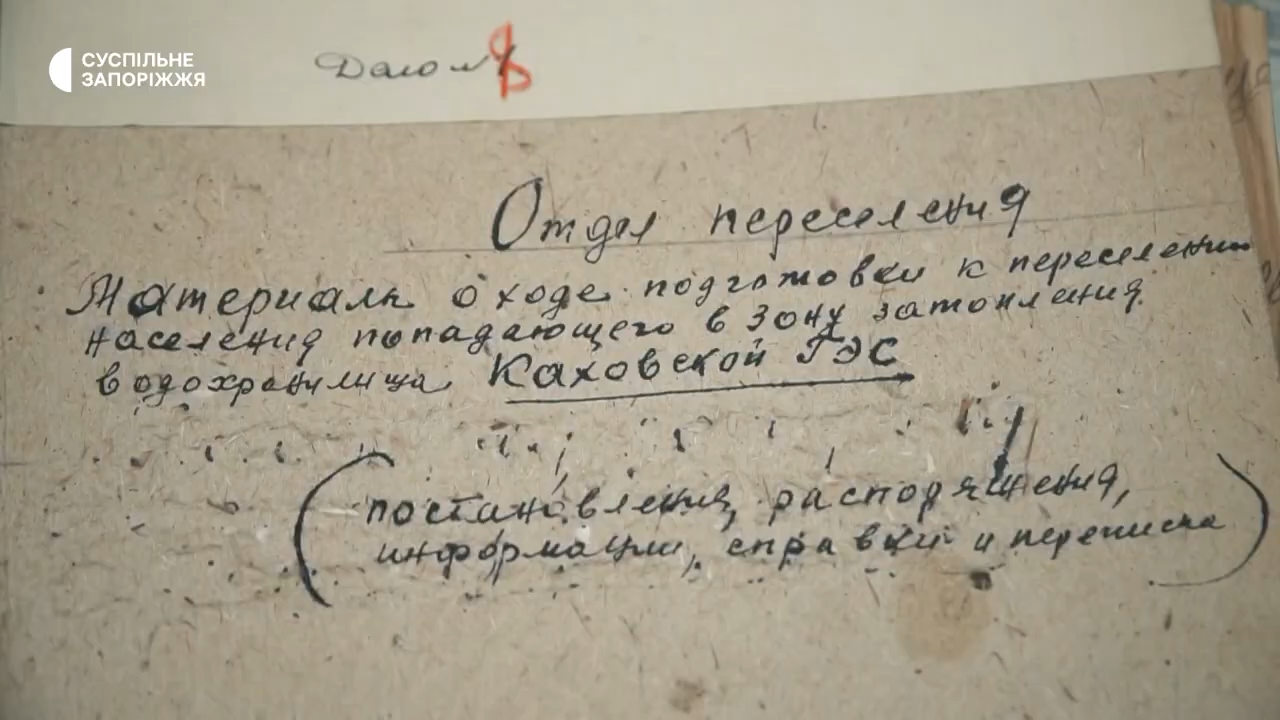 СУСПІЛЬНЕ
ЗАПОРІЖЖЯ
Дело №8
Отдел переселения
Материалы о ходе подготовки к переселению
населения попадающего в зону затопления
водохранилища Каховской ГЭС
(постановления, распоряжения,
информации, справки и переписка)